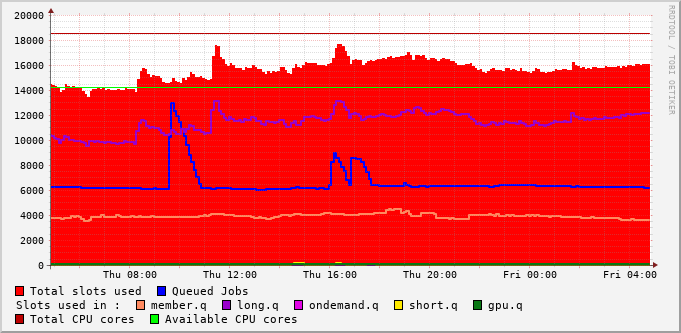 20000
18000
16000
14000
12000
10000
8000
6000
4000
2000
0
Thu 08:00 Thu 12:00 Thu 16:00 Thu 20:00 Fri 00:00 Fri 04:00
RRDTOOL / TOBI OETIKER
Total slots used Queued Jobs
Slots used in : member.q long.q ondemand.q short.q gpu.q
Total CPU cores Available CPU cores